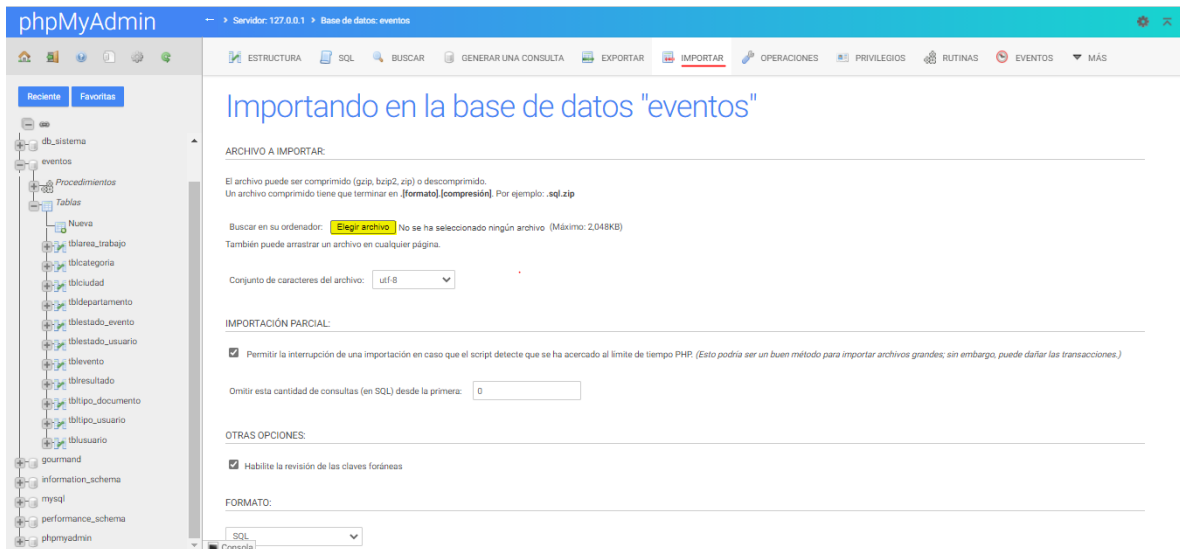 phpMyAdmin
Servidor: 127.0.0.1 > Base de datos: eventos
ESTRUCTURA SQL BUSCAR GENERAR UNA CONSULTA EXPORTAR IMPORTAR OPERACIONES PRIVILEGIOS RUTINAS EVENTOS MÁS
Reciente Favoritas
db_sistema
eventos
Procedimientos
Tablas
Nueva
tblarea_trabajo
tblcategoria
tblciudad
tbldepartamento
tblestado_evento
tblestado_usuario
tblevento
tblresultado
tbltipo_documento
tbltipo_usuario
tblusuario
gourmand
information_schema
mysql
performance_schema
phpmyadmin
Importando en la base de datos "eventos"
ARCHIVO A IMPORTAR:
El archivo puede ser comprimido (gzip, bzip2, zip) o descomprimido.
Un archivo comprimido tiene que terminar en .[formato].[compresión]. Por ejemplo: .sql.zip
Buscar en su ordenador: Elegir archivo No se ha seleccionado ningún archivo (Máximo: 2,048KB)
También puede arrastrar un archivo en cualquier página.
Conjunto de caracteres del archivo: utf-8
IMPORTACIÓN PARCIAL:
Permitir la interrupción de una importación en caso que el script detecte que se ha acercado al límite de tiempo PHP. (Esto podría ser un buen método para importar archivos grandes; sin embargo, puede dañar las transacciones.)
Omitir esta cantidad de consultas (en SQL) desde la primera: 0
OTRAS OPCIONES:
Habilite la revisión de las claves foráneas
FORMATO:
SQL
Consola